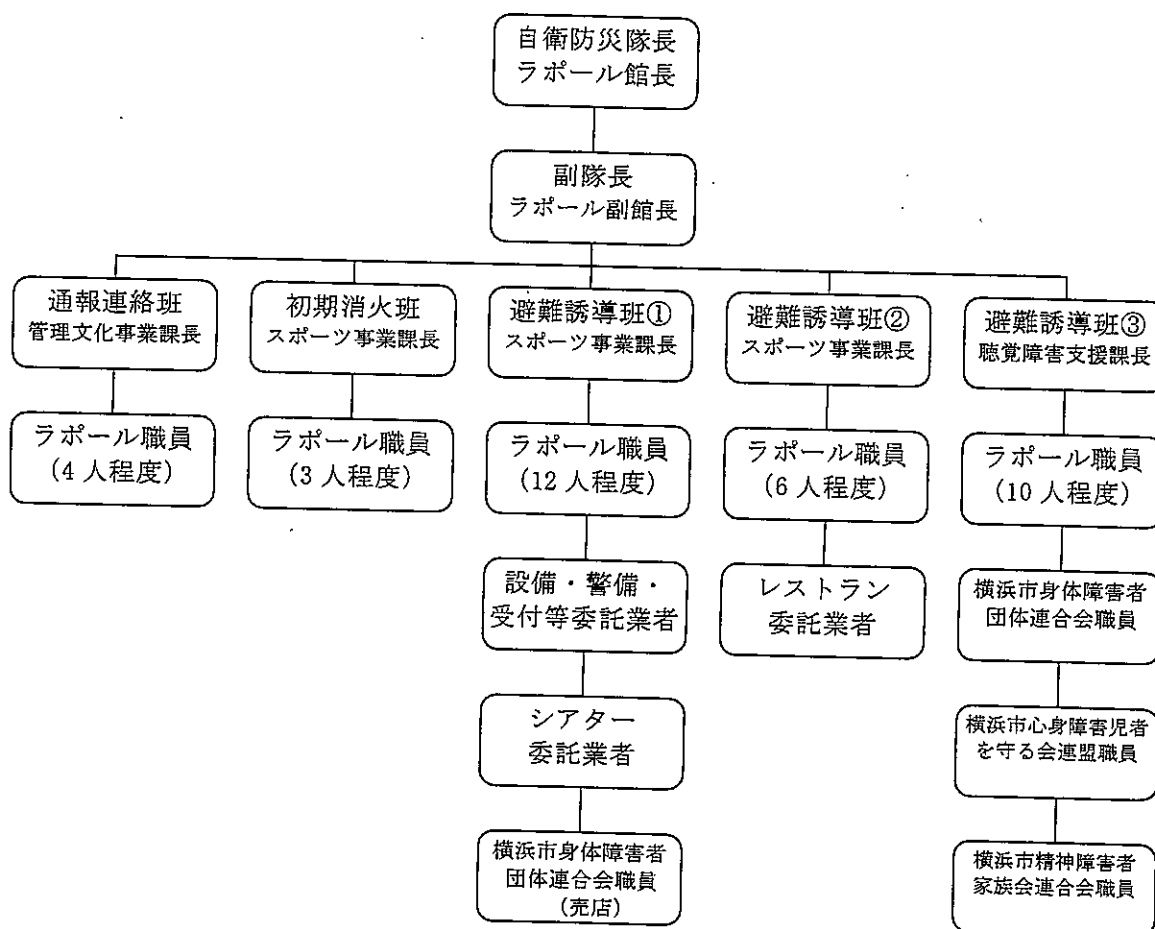 自衛防災隊長
ラポール館長
副隊長
ラポール副館長
通報連絡班
管理文化事業課長
初期消火班
スポーツ事業課長
避難誘導班①
スポーツ事業課長
避難誘導班②
スポーツ事業課長
避難誘導班③
聴覚障害支援課長
ラポール職員
(4 人程度)
ラポール職員
(3 人程度)
ラポール職員
(12 人程度)
ラポール職員
(6 人程度)
ラポール職員
(10 人程度)
設備・警備・
受付等委託業者
レストラン
委託業者
横浜市身体障害者
団体連合会職員
シアター
委託業者
横浜市心身障害児者
を守る会連盟職員
横浜市身体障害者
団体連合会職員
(売店)
横浜市精神障害者
家族会連合会職員